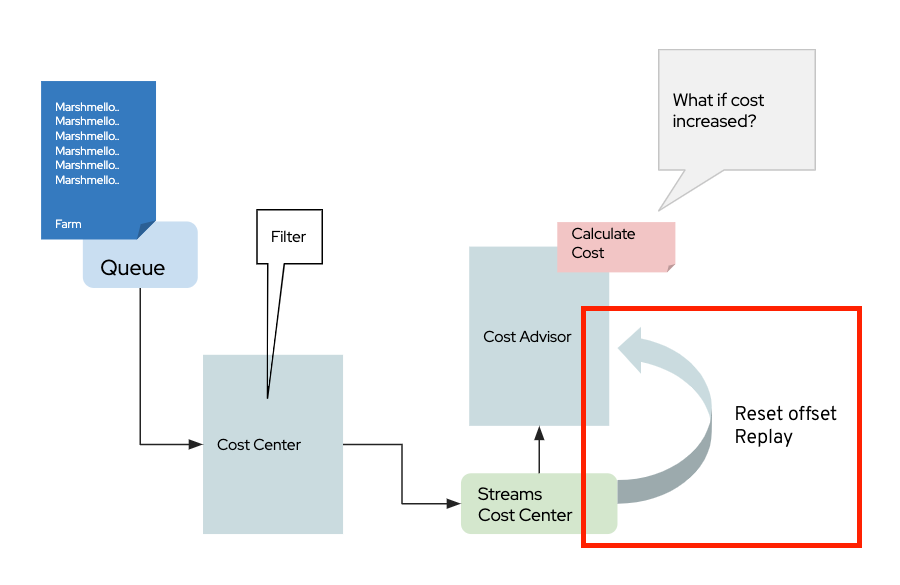 Marshmello..
Marshmello..
Marshmello..
Marshmello..
Marshmello..
Marshmello..
Farm
Queue
Filter
Cost Center
What if cost
increased?
Calculate
Cost
Cost Advisor
Reset offset
Replay
Streams
Cost Center